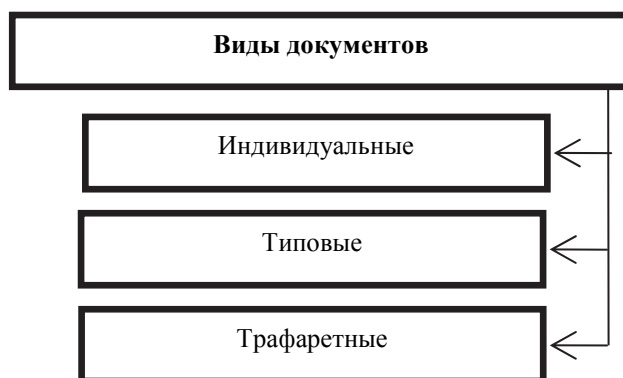 Виды документов
Индивидуальные
Типовые
Трафаретные